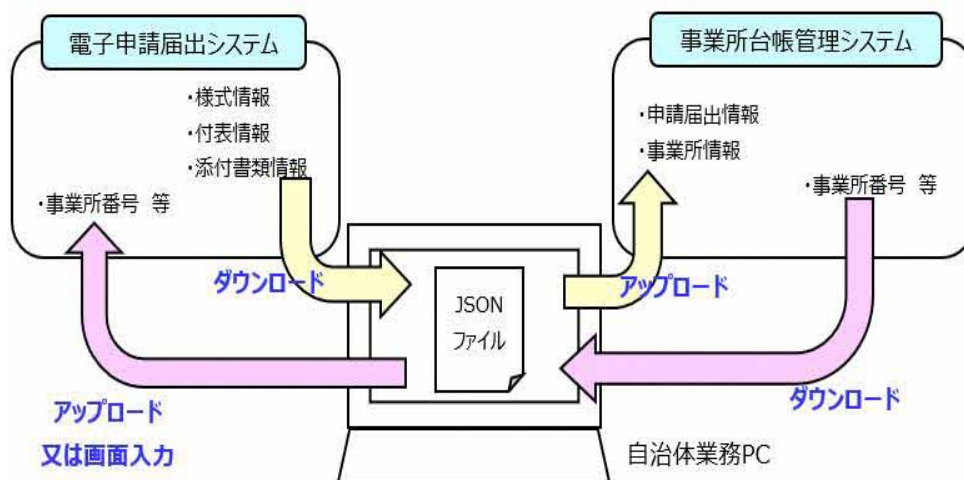 電子申請届出システム
・様式情報
・付表情報
・添付書類情報
・事業所番号 等
ダウンロード
アップロード
又は画面入力
JSON
ファイル
事業所台帳管理システム
・申請届出情報
・事業所情報
・事業所番号 等
アップロード
ダウンロード
自治体業務PC